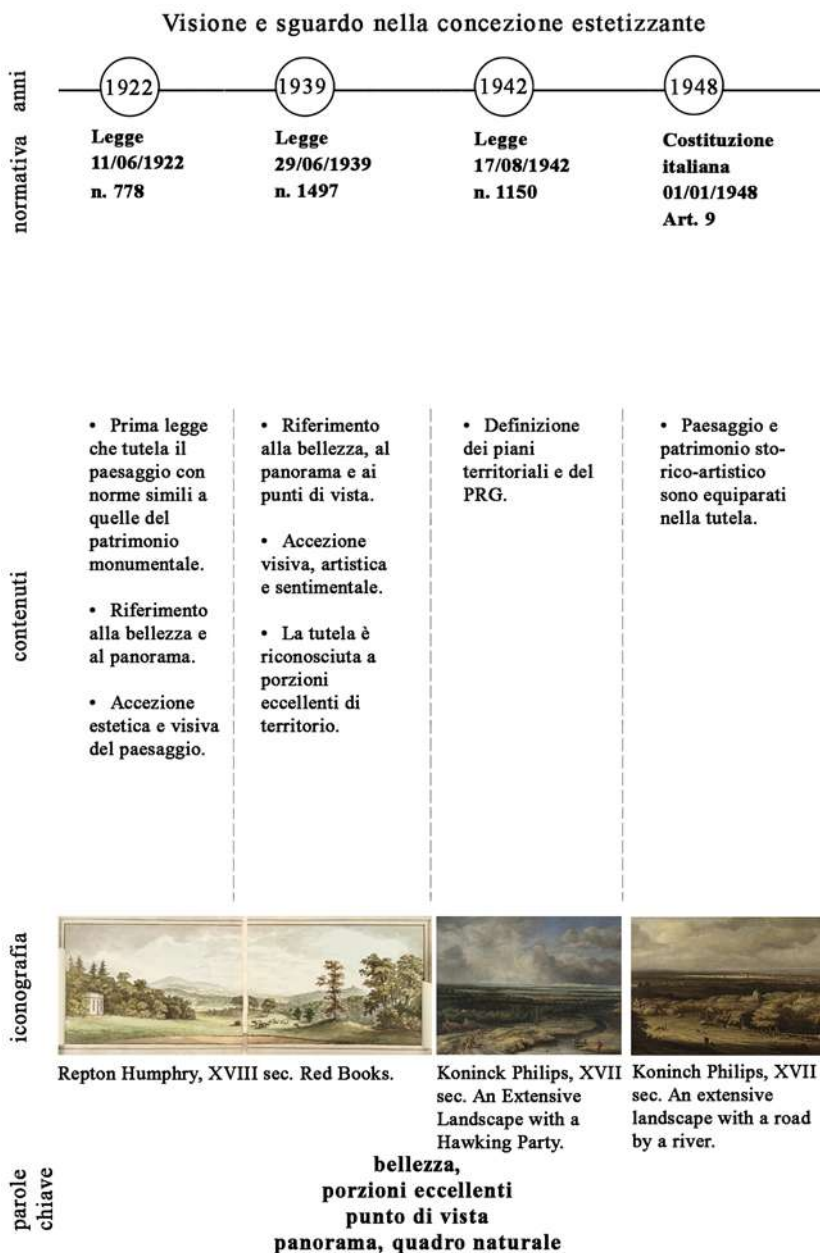 Visione e sguardo nella concezione estetizzante
anni
1922
1939
1942
1948
normativa
Legge
11/06/1922
n. 778
Legge
29/06/1939
n. 1497
Legge
17/08/1942
n. 1150
Costituzione
italiana
01/01/1948
Art. 9
contenuti
• Prima legge
che tutela il
paesaggio con
norme simili a
quelle del
patrimonio
monumentale.
• Riferimento
alla bellezza e
al panorama.
• Accezione
estetica e visiva
del paesaggio.
• Riferimento
alla bellezza, al
panorama e ai
punti di vista.
• Accezione
visiva, artistica
e sentimentale.
• La tutela è
riconosciuta a
porzioni
eccellenti di
territorio.
• Definizione
dei piani
territoriali e del
PRG.
• Paesaggio e
patrimonio sto-
rico-artistico
sono equiparati
nella tutela.
iconografia
Repton Humphry, XVIII sec. Red Books.
Koninck Philips, XVII
sec. An Extensive
Landscape with a
Hawking Party.
Koninch Philips, XVII
sec. An extensive
landscape with a road
by a river.
parole
chiave
bellezza,
porzioni eccellenti
punto di vista
panorama, quadro naturale